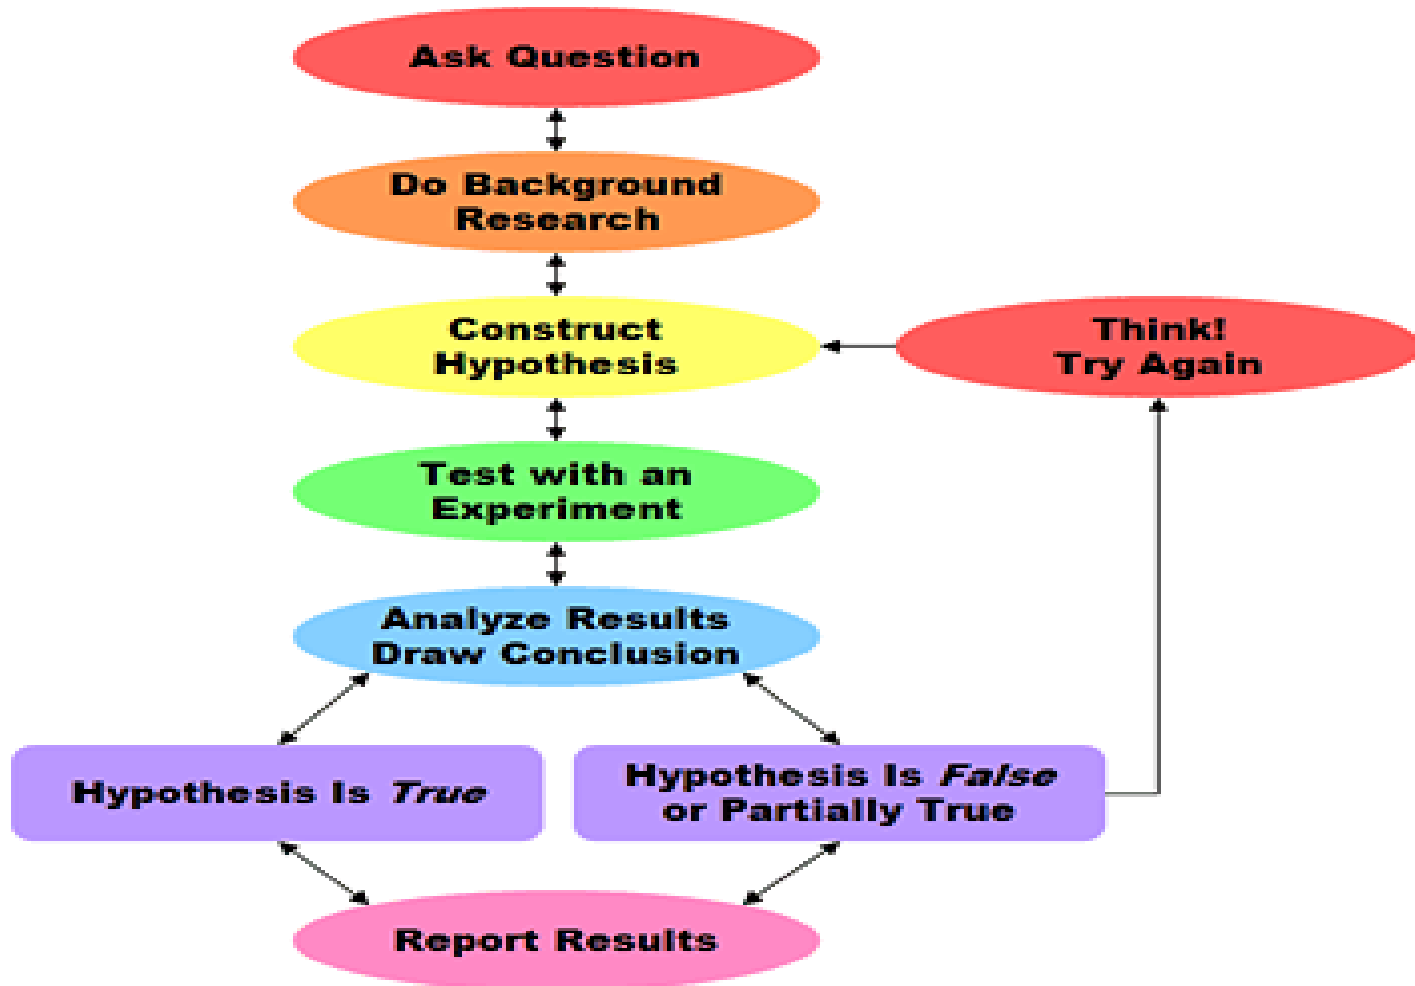 Ask Question
Do Background
Research
Construct
Hypothesis
Think!
Try Again
Test with an
Experiment
Analyze Results
Draw Conclusion
Hypothesis Is True
Hypothesis Is False
or Partially True
Report Results